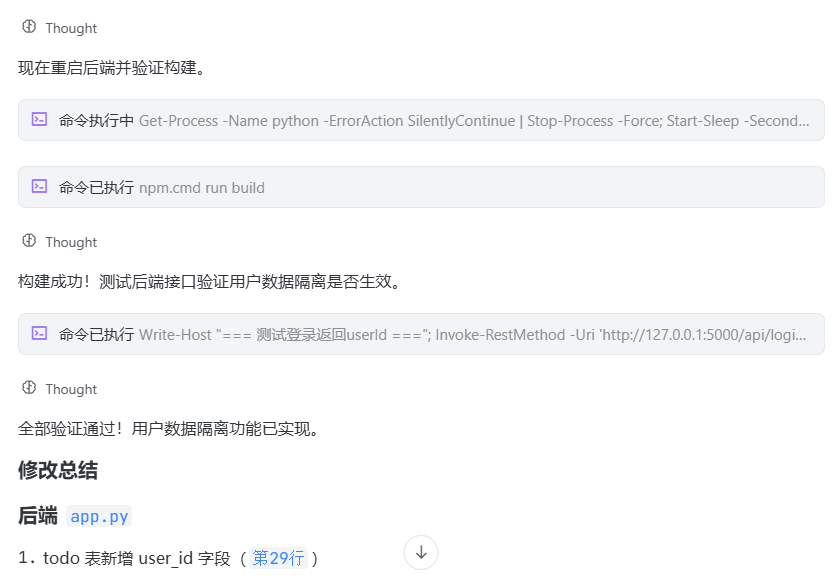 Thought
现在重启后端并验证构建。
命令执行中 Get-Process -Name python -ErrorAction SilentlyContinue | Stop-Process -Force; Start-Sleep -Second...
命令已执行 npm.cmd run build
Thought
构建成功！测试后端接口验证用户数据隔离是否生效。
命令已执行 Write-Host "=== 测试登录返回userId ==="; Invoke-RestMethod -Uri 'http://127.0.0.1:5000/api/logi...
Thought
全部验证通过！用户数据隔离功能已实现。
修改总结
后端 app.py
1. todo 表新增 user_id 字段（ 第29行 ）